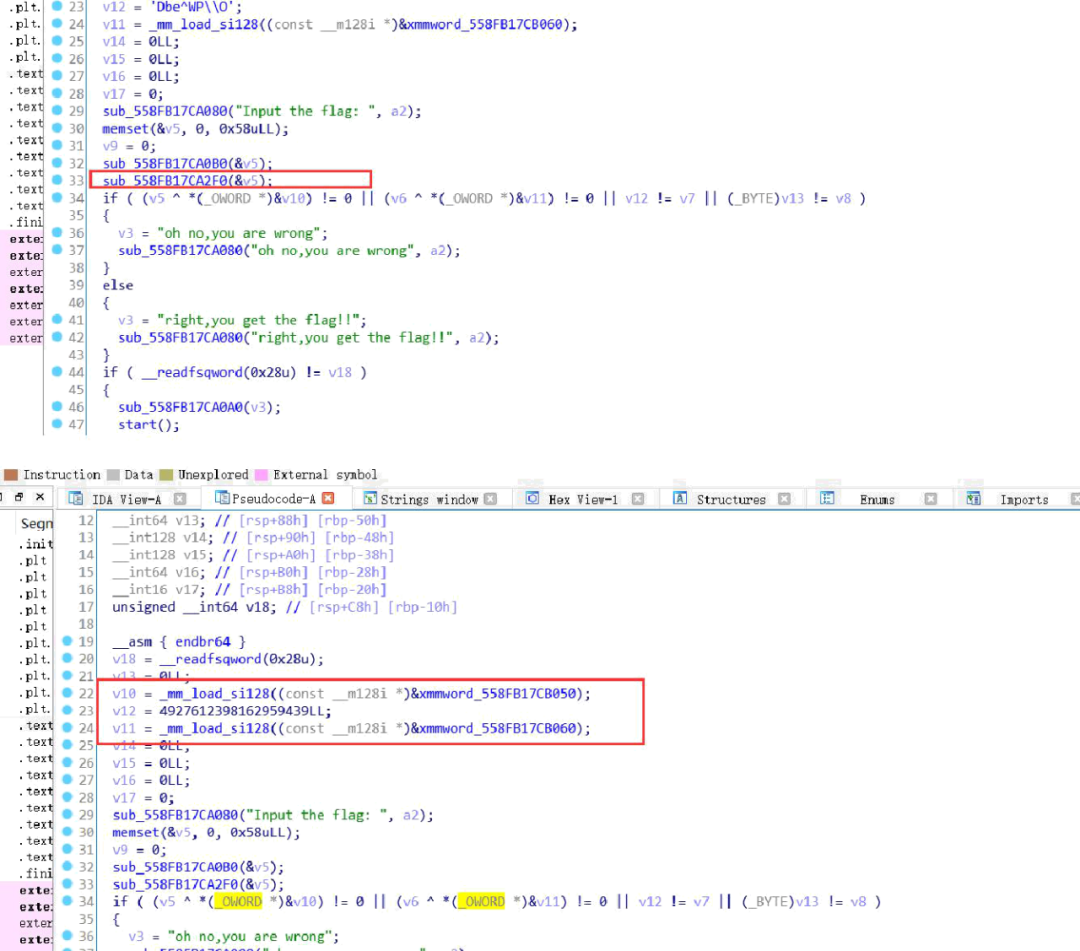 .plt. 23 v12 = 'Dbe^WP\\O';
.plt. 24 v11 = _mm_load_si128((const __m128i *)&xmmword_558FB17CB060);
.plt. 25 v14 = 0LL;
.plt. 26 v15 = 0LL;
.text 27 v16 = 0LL;
.text 28 v17 = 0;
.text 29 sub_558FB17CA080("Input the flag: ", a2);
.text 30 memset(&v5, 0, 0x58uLL);
.text 31 v9 = 0;
.text 32 sub_558FB17CA0B0(&v5);
.text 33 sub_558FB17CA2F0(&v5);
.text 34 if ( (v5 ^ *(_OWORD *)&v10) != 0 || (v6 ^ *(_OWORD *)&v11) != 0 || v12 != v7 || (_BYTE)v13 != v8 )
.fini 35 {
exter 36 v3 = "oh no,you are wrong";
exter 37 sub_558FB17CA080("oh no,you are wrong", a2);
exter 38 }
exter 39 else
exter 40 {
exter 41 v3 = "right,you get the flag!!";
exter 42 sub_558FB17CA080("right,you get the flag!!", a2);
43 }
44 if ( __readfsqword(0x28u) != v18 )
45 {
46 sub_558FB17CA0A0(v3);
47 start();
Instruction Data Unexplored External symbol
IDA View-A Pseudocode-A Strings window Hex View-1 Structures Enums Imports
Segm 12 __int64 v13; // [rsp+88h] [rbp-50h]
.init 13 __int128 v14; // [rsp+90h] [rbp-48h]
.plt 14 __int128 v15; // [rsp+A0h] [rbp-38h]
.plt 15 __int64 v16; // [rsp+B0h] [rbp-28h]
.plt 16 __int16 v17; // [rsp+B8h] [rbp-20h]
.plt 17 unsigned __int64 v18; // [rsp+C8h] [rbp-10h]
.plt 18
.plt. 19 __asm { endbr64 }
.plt. 20 v18 = __readfsqword(0x28u);
.plt. 21 v13 = 0LL;
.plt. 22 v10 = _mm_load_si128((const __m128i *)&xmmword_558FB17CB050);
.plt. 23 v12 = 4927612398162959439LL;
.text 24 v11 = _mm_load_si128((const __m128i *)&xmmword_558FB17CB060);
.text 25 v14 = 0LL;
.text 26 v15 = 0LL;
.text 27 v16 = 0LL;
.text 28 v17 = 0;
.text 29 sub_558FB17CA080("Input the flag: ", a2);
.text 30 memset(&v5, 0, 0x58uLL);
.text 31 v9 = 0;
.fini 32 sub_558FB17CA0B0(&v5);
exte: 33 sub_558FB17CA2F0(&v5);
exte: 34 if ( (v5 ^ *(_OWORD *)&v10) != 0 || (v6 ^ *(_OWORD *)&v11) != 0 || v12 != v7 || (_BYTE)v13 != v8 )
exter 35 {
exte: 36 v3 = "oh no,you are wrong";